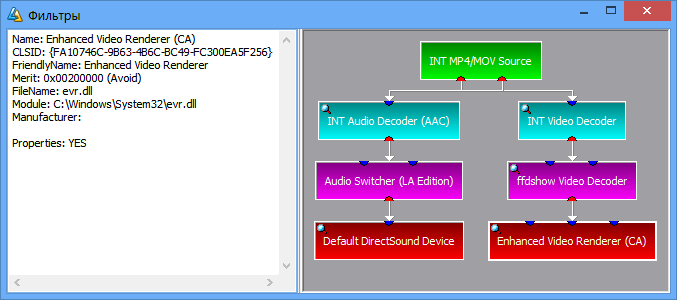 Фильтры
Name: Enhanced Video Renderer (CA)
CLSID: {FA10746C-9B63-4B6C-BC49-FC300EA5F256}
FriendlyName: Enhanced Video Renderer
Merit: 0x00200000 (Avoid)
FileName: evr.dll
Module: C:\Windows\System32\evr.dll
Manufacturer:
Properties: YES
INT MP4/MOV Source
INT Audio Decoder (AAC)
INT Video Decoder
Audio Switcher (LA Edition)
ffdshow Video Decoder
Default DirectSound Device
Enhanced Video Renderer (CA)